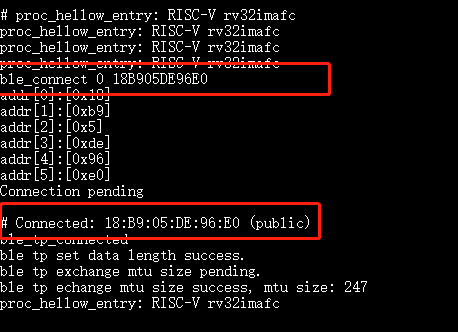 # proc_hellow_entry: RISC-V rv32imafc
proc_hellow_entry: RISC-V rv32imafc
proc_hellow_entry: RISC-V rv32imafc
proc_hellow_entry: RISC-V rv32imafc
ble_connect 0 18B905DE96E0
addr[0]:[0x18]
addr[1]:[0xb9]
addr[2]:[0x5]
addr[3]:[0xde]
addr[4]:[0x96]
addr[5]:[0xe0]
Connection pending
# Connected: 18:B9:05:DE:96:E0 (public)
ble_tp_connected
ble tp set data length success.
ble tp exchange mtu size pending.
ble tp echange mtu size success, mtu size: 247
proc_hellow_entry: RISC-V rv32imafc